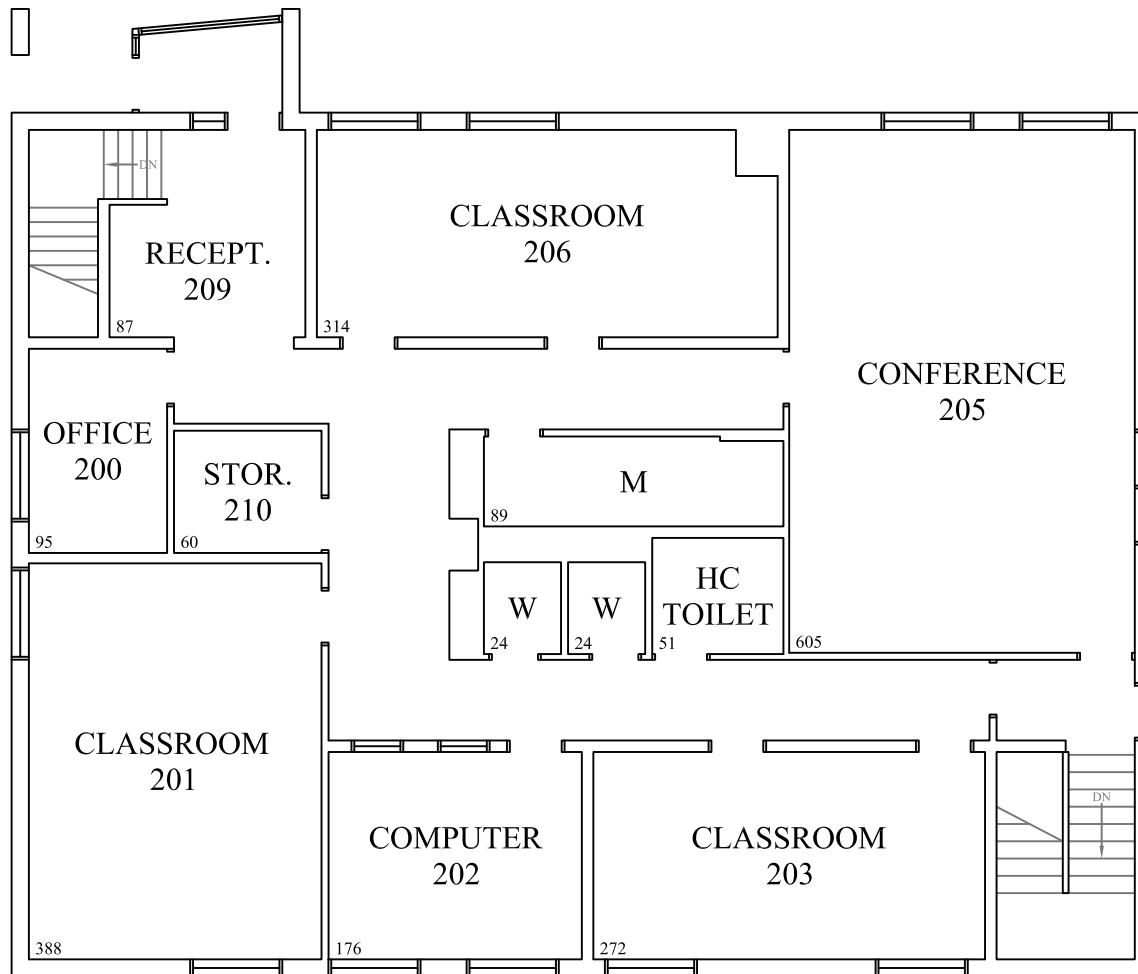 DN
CLASSROOM
206
RECEPT.
209
87
314
CONFERENCE
205
OFFICE
200
STOR.
210
M
95
60
89
HC
TOILET
W
W
24
24
51
605
CLASSROOM
201
COMPUTER
202
CLASSROOM
203
DN
388
176
272